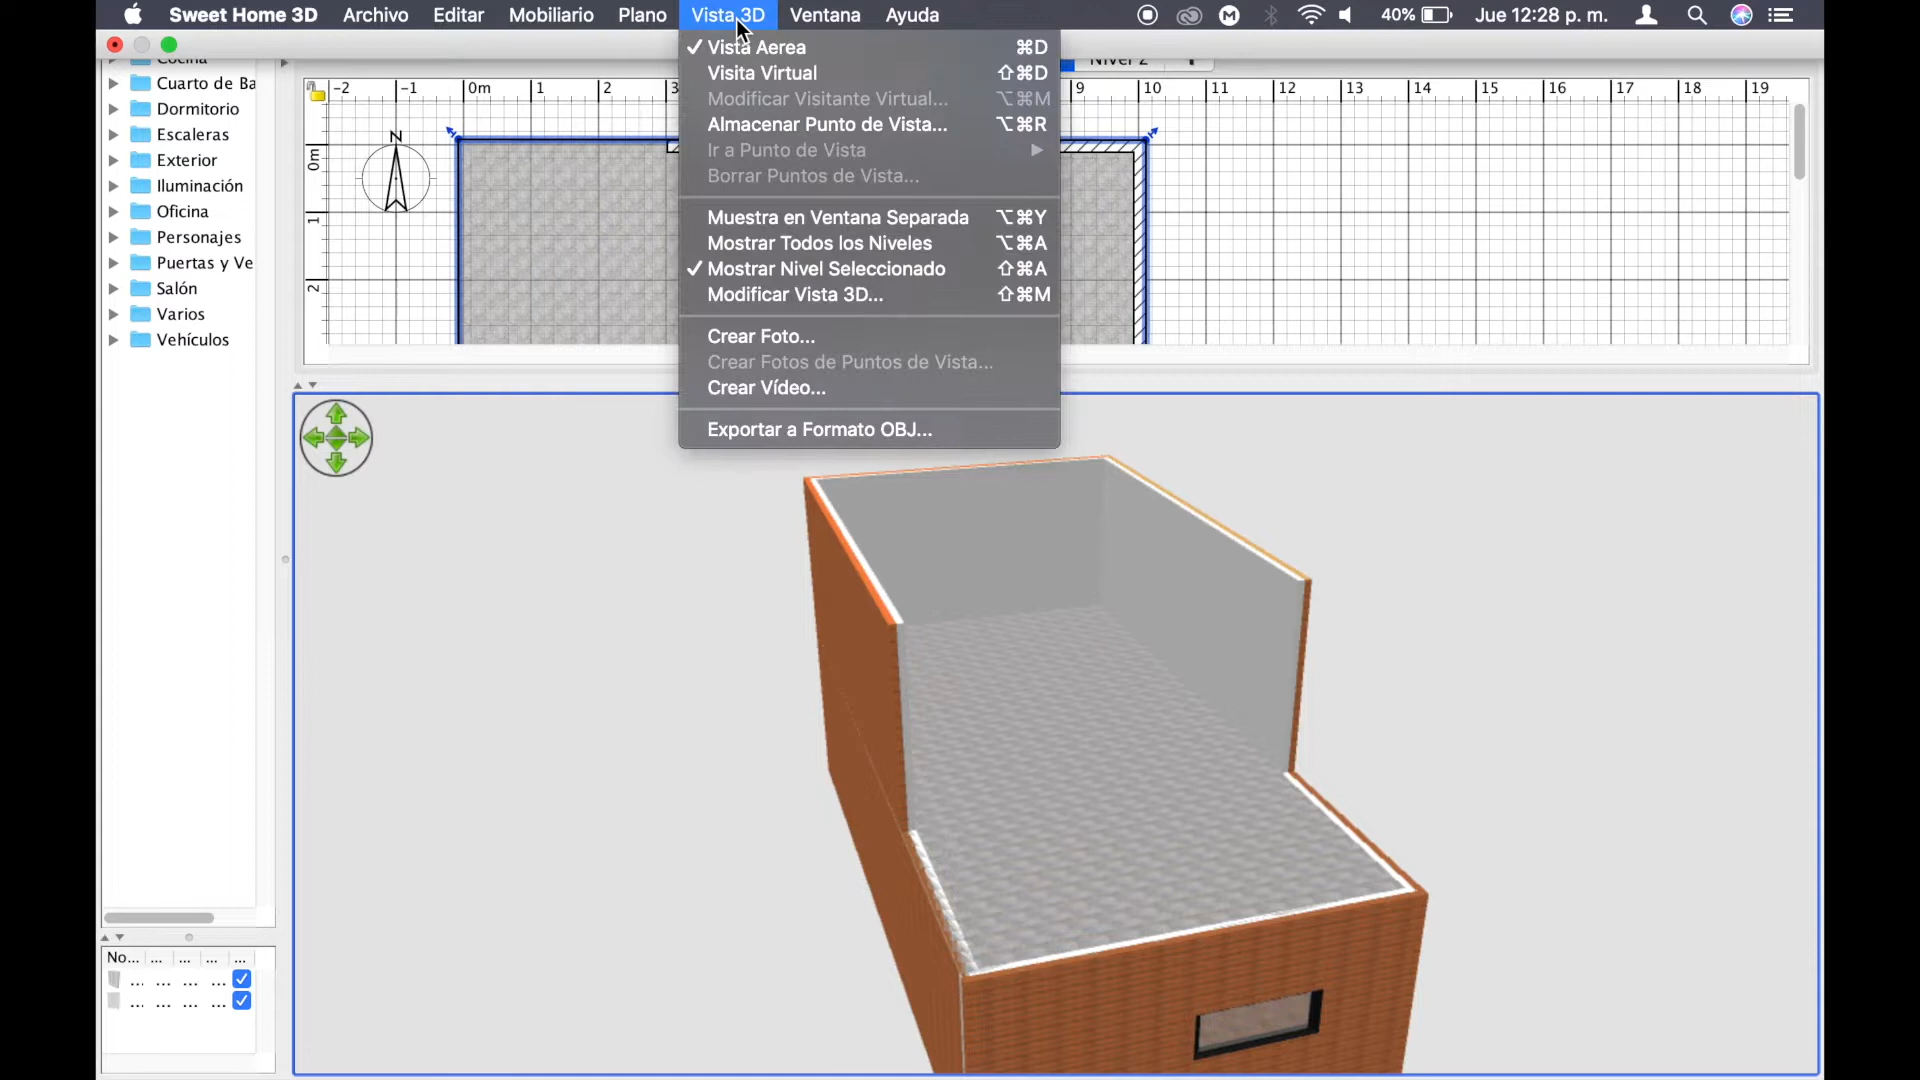 Sweet Home 3D Archivo Editar Mobiliario Plano Vista 3D Ventana Ayuda 40% Jue 12:28 p. m.
Vista Aerea ⌘D
Visita Virtual ⇧⌘D
Modificar Visitante Virtual... ⌥⌘M
Almacenar Punto de Vista... ⌥⌘R
Ir a Punto de Vista
Borrar Puntos de Vista...
Muestra en Ventana Separada ⌥⌘Y
Mostrar Todos los Niveles ⌥⌘A
Mostrar Nivel Seleccionado ⇧⌘A
Modificar Vista 3D... ⇧⌘M
Crear Foto...
Crear Fotos de Puntos de Vista...
Crear Vídeo...
Exportar a Formato OBJ...
Cocina
Cuarto de Ba
Dormitorio
Escaleras
Exterior
Iluminación
Oficina
Personajes
Puertas y Ve
Salón
Varios
Vehículos
Nivel 2
-2 -1 0m 1 2 3 9 10 11 12 13 14 15 16 17 18 19
N
0m
1
2
No... ... ... ... ...
... ... ... ...
... ... ... ...